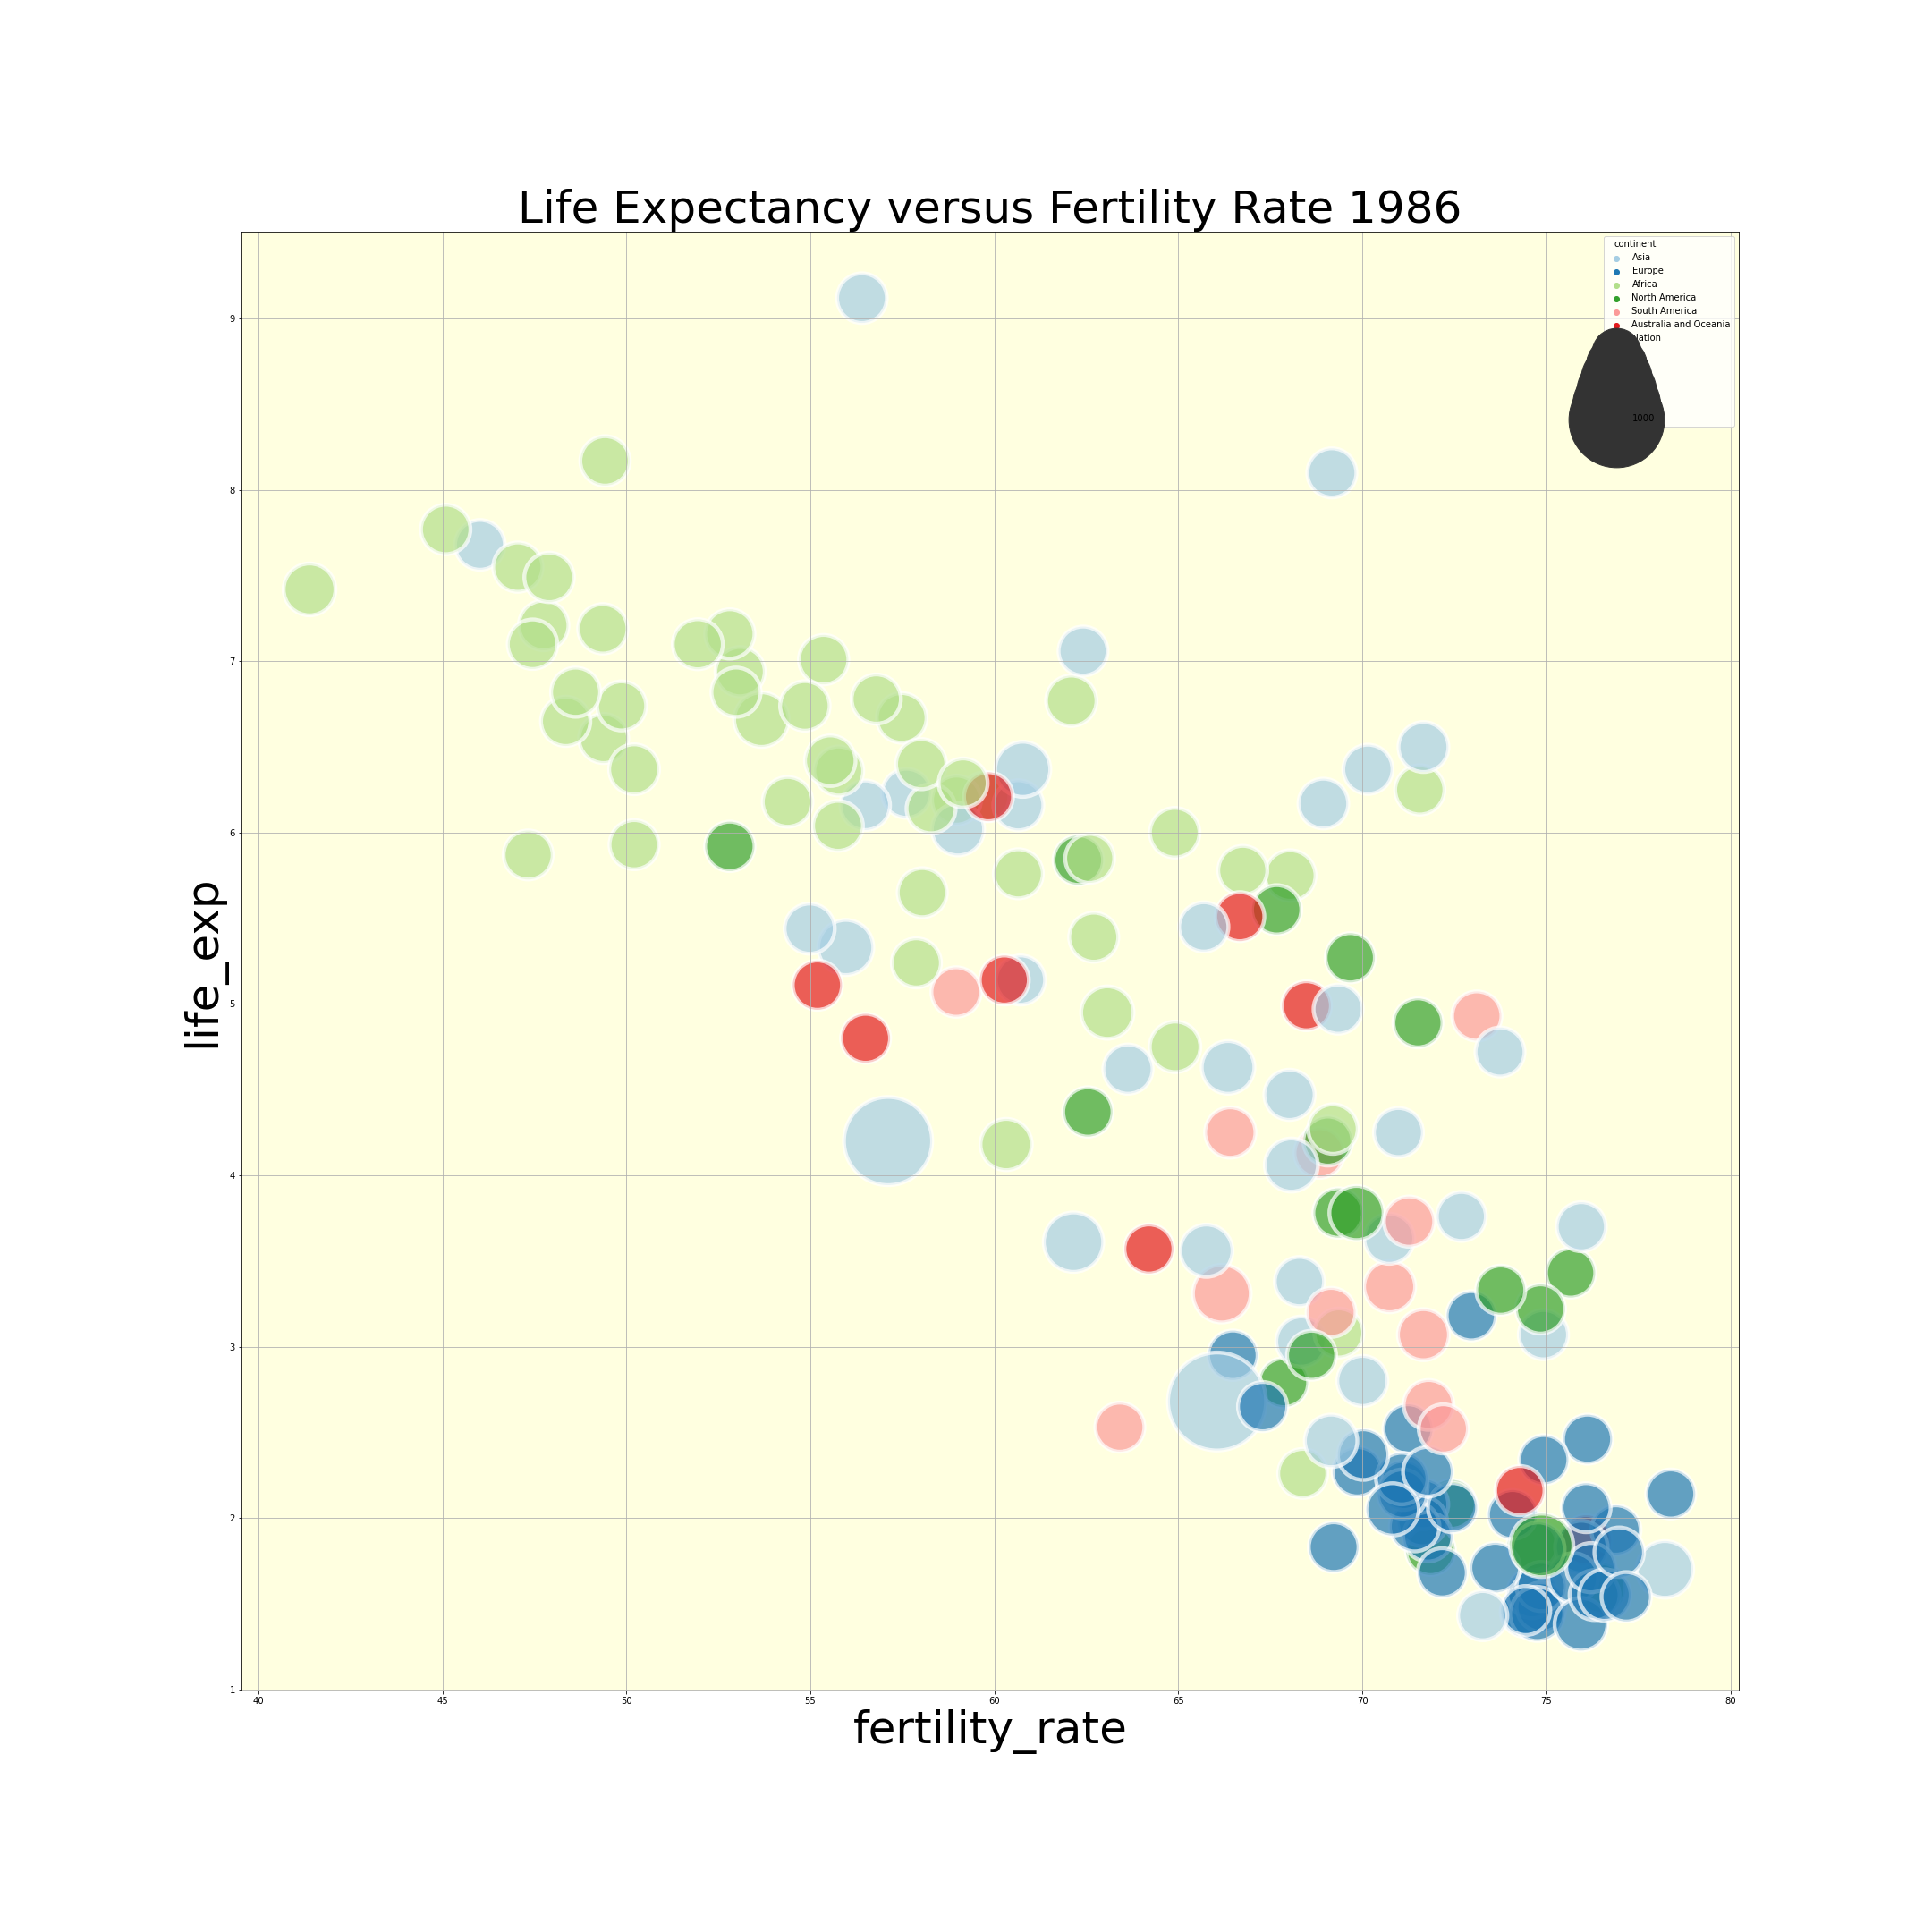 Life Expectancy versus Fertility Rate 1986
continent
Asia
Europe
Africa
North America
South America
Australia and Oceania
1000
9
8
7
6
5
4
3
2
1
life_exp
40 45 50 55 60 65 70 75 80
fertility_rate